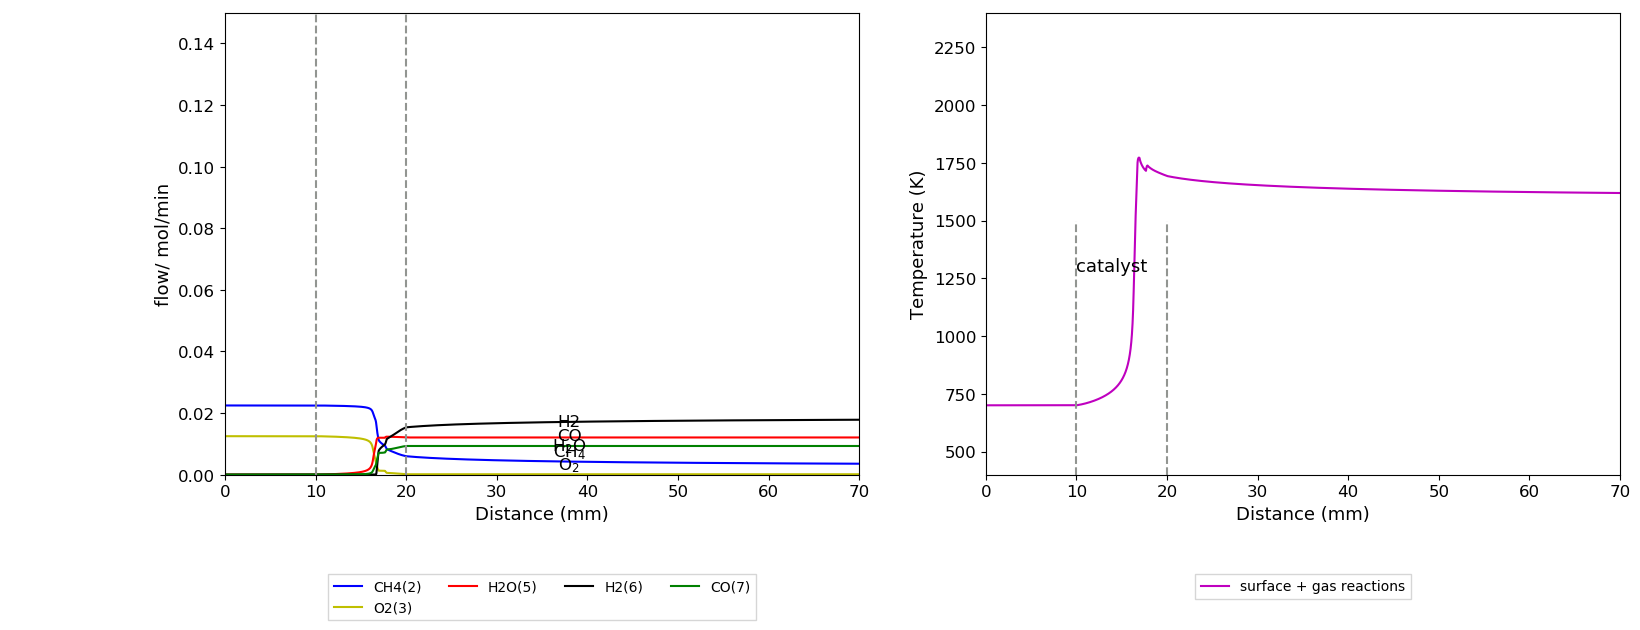 0.14
0.12
0.10
0.08
0.06
0.04
0.02
0.00
flow/ mol/min
H2
CO
H₂O
CH₄
O₂
0 10 20 30 40 50 60 70
Distance (mm)
CH4(2) H2O(5) H2(6) CO(7)
O2(3)
2250
2000
1750
1500
1250
1000
750
500
Temperature (K)
catalyst
0 10 20 30 40 50 60 70
Distance (mm)
surface + gas reactions